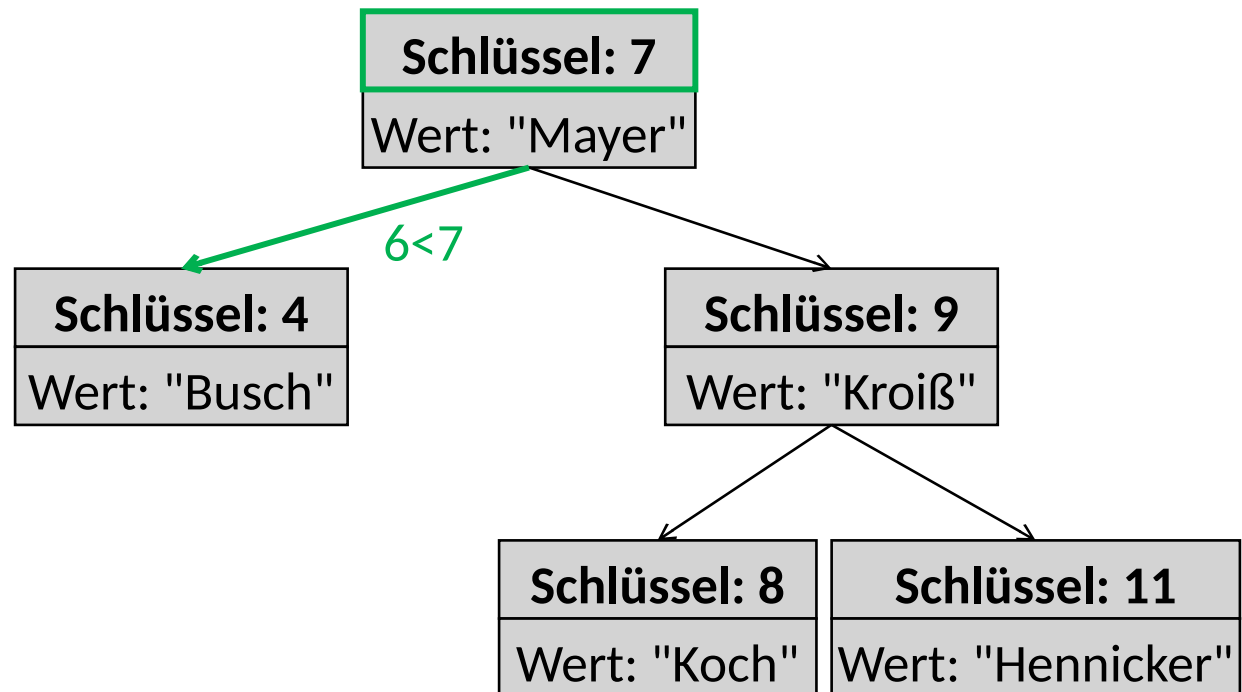 Schlüssel: 7
Wert: "Mayer"
6<7
Schlüssel: 4
Wert: "Busch"
Schlüssel: 9
Wert: "Kroiß"
Schlüssel: 8
Wert: "Koch"
Schlüssel: 11
Wert: "Hennicker"